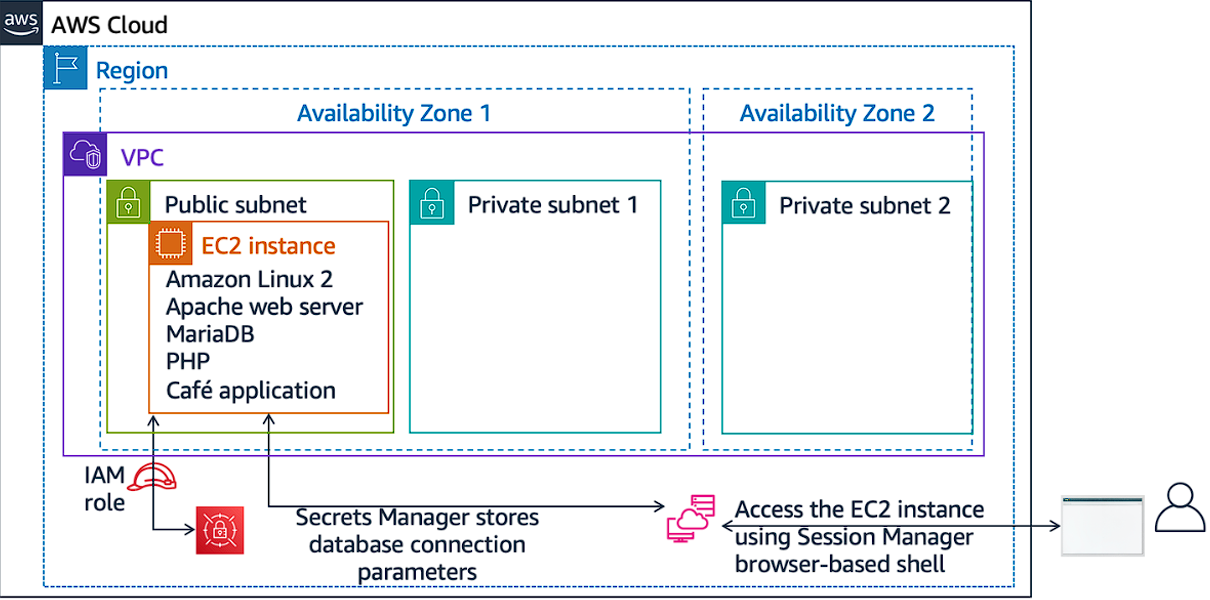 aws
AWS Cloud
Region
Availability Zone 1
Availability Zone 2
VPC
Public subnet
Private subnet 1
Private subnet 2
EC2 instance
Amazon Linux 2
Apache web server
MariaDB
PHP
Café application
IAM
role
Secrets Manager stores
database connection
parameters
Access the EC2 instance
using Session Manager
browser-based shell